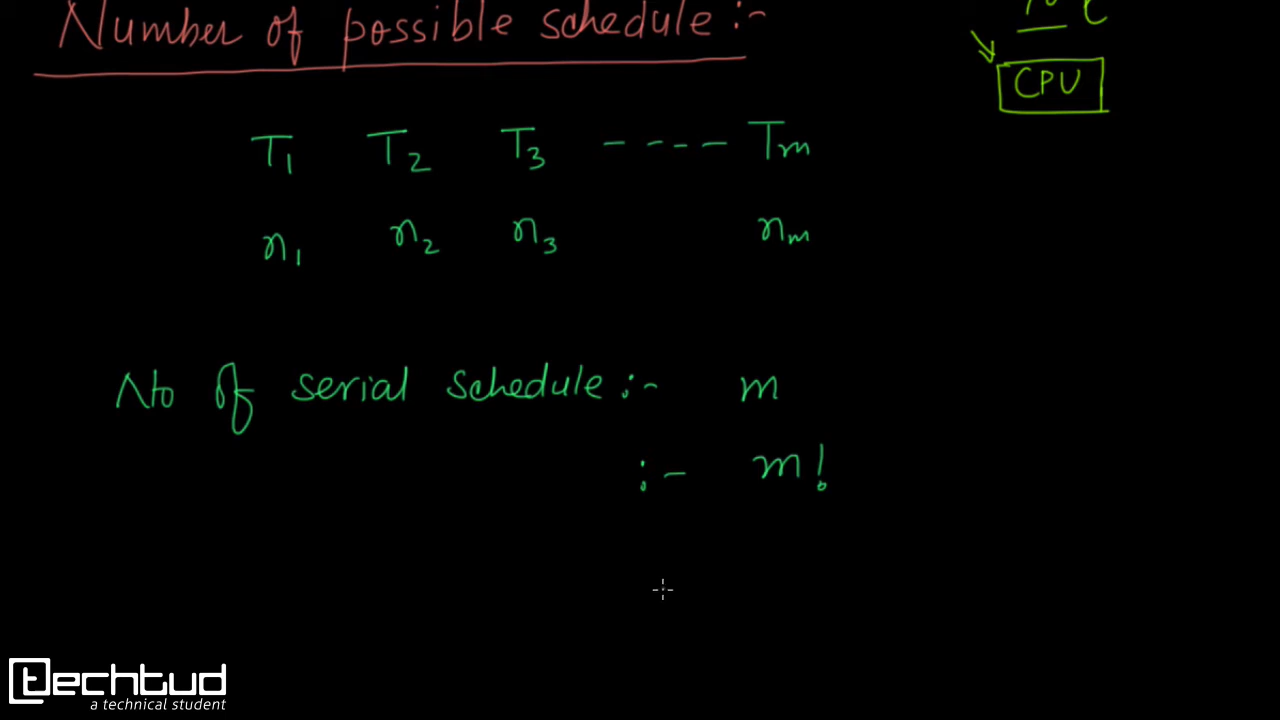 Number of possible schedule :-
CPU
T1 T2 T3 ---- Tm
n1 n2 n3 nm
No of serial schedule :- m
:- m!
techtud
a technical student